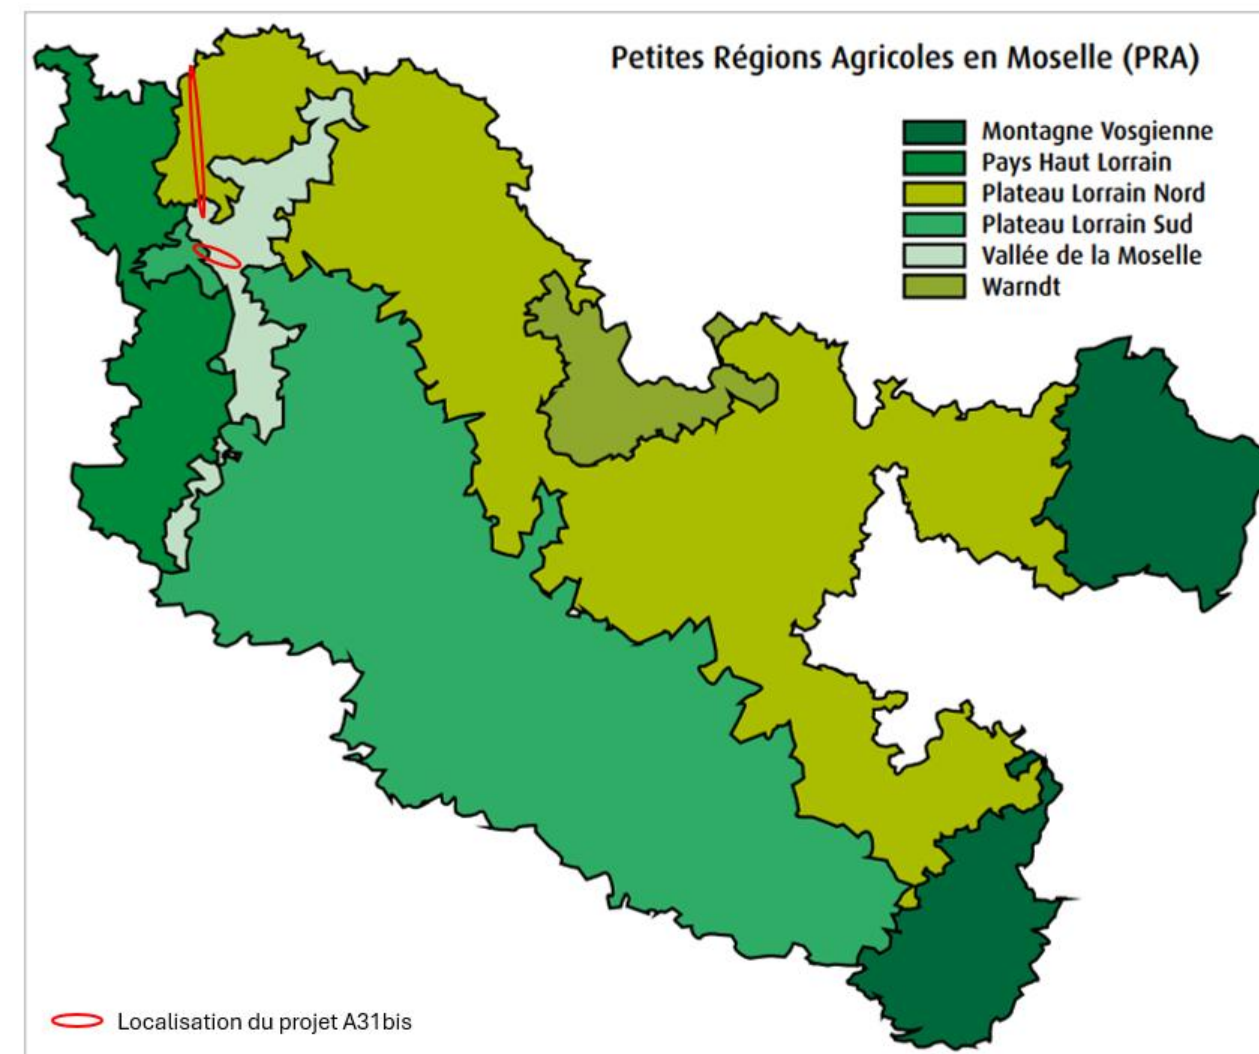 Petites Régions Agricoles en Moselle (PRA)
Montagne Vosgienne
Pays Haut Lorrain
Plateau Lorrain Nord
Plateau Lorrain Sud
Vallée de la Moselle
Warndt
Localisation du projet A31bis